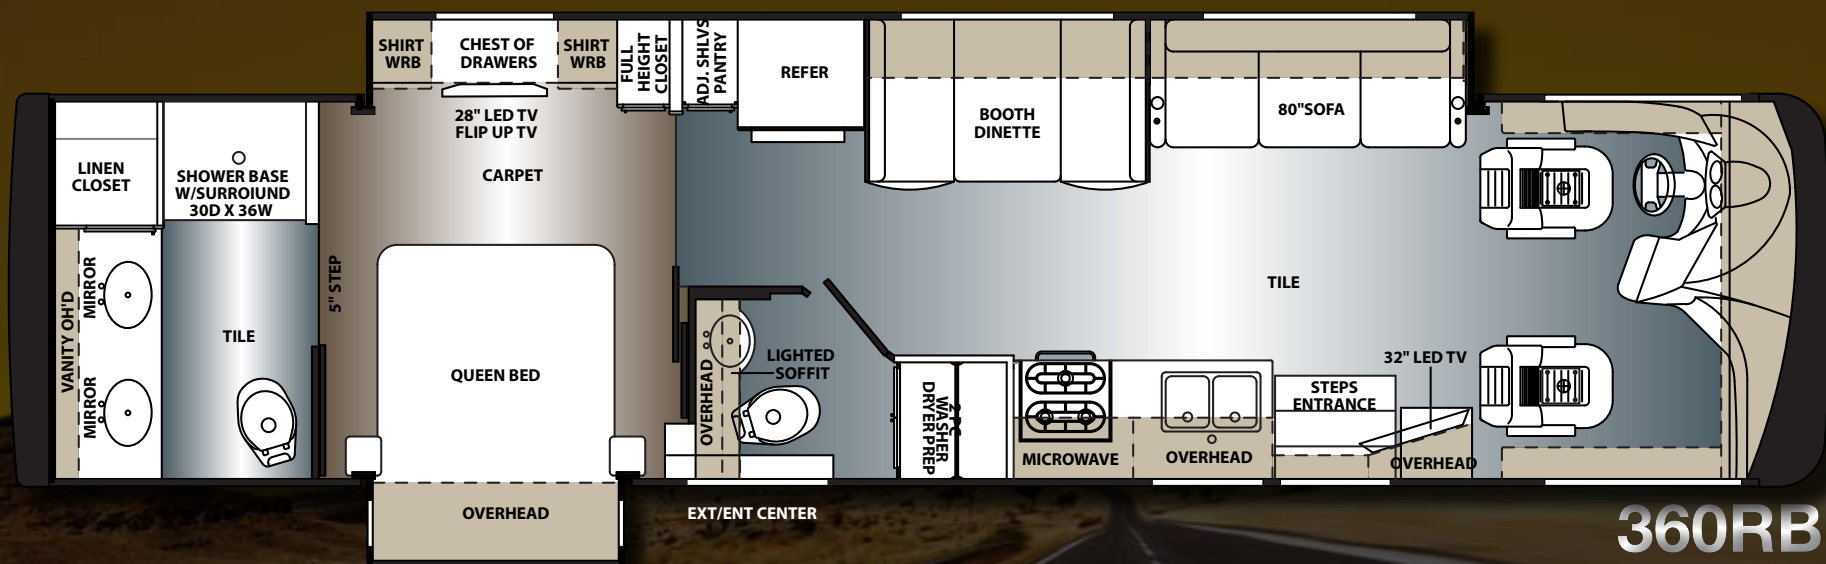 SHIRT
WRB
CHEST OF
DRAWERS
SHIRT
WRB
FULL
HEIGHT
CLOSET
ADJ. SHLVS
PANTRY
REFER
BOOTH
DINETTE
80"SOFA
28" LED TV
FLIP UP TV
CARPET
LINEN
CLOSET
SHOWER BASE
W/SURROIUND
30D X 36W
VANITY OH'D
MIRROR
MIRROR
TILE
5" STEP
QUEEN BED
OVERHEAD
LIGHTED
SOFFIT
2 PC
WASHER
DRYER PREP
TILE
MICROWAVE
OVERHEAD
STEPS
ENTRANCE
32" LED TV
OVERHEAD
OVERHEAD
EXT/ENT CENTER
360RB